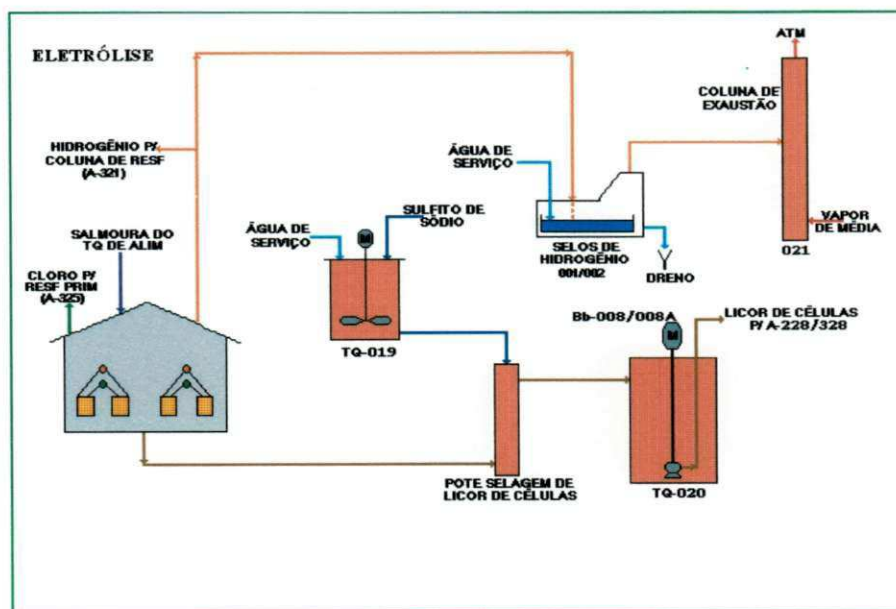 ELETRÓLISE
ATM
COLUNA DE
EXAUSTÃO
HIDROGÊNIO P/
COLUNA DE RESF
(A-321)
ÁGUA DE
SERVIÇO
SALMOURA DO
TQ DE ALIM
ÁGUA DE
SERVIÇO
SULFITO DE
SÓDIO
M
CLORO P/
RESF PRIM
(A-325)
SELOS DE
HIDROGÊNIO
001/002
DRENO
VAPOR
DE MÉDIA
021
TQ-019
Bb-008/008A
M
LICOR DE CÉLULAS
P/ A-228/328
POTE SELAGEM DE
LICOR DE CÉLULAS
TQ-020